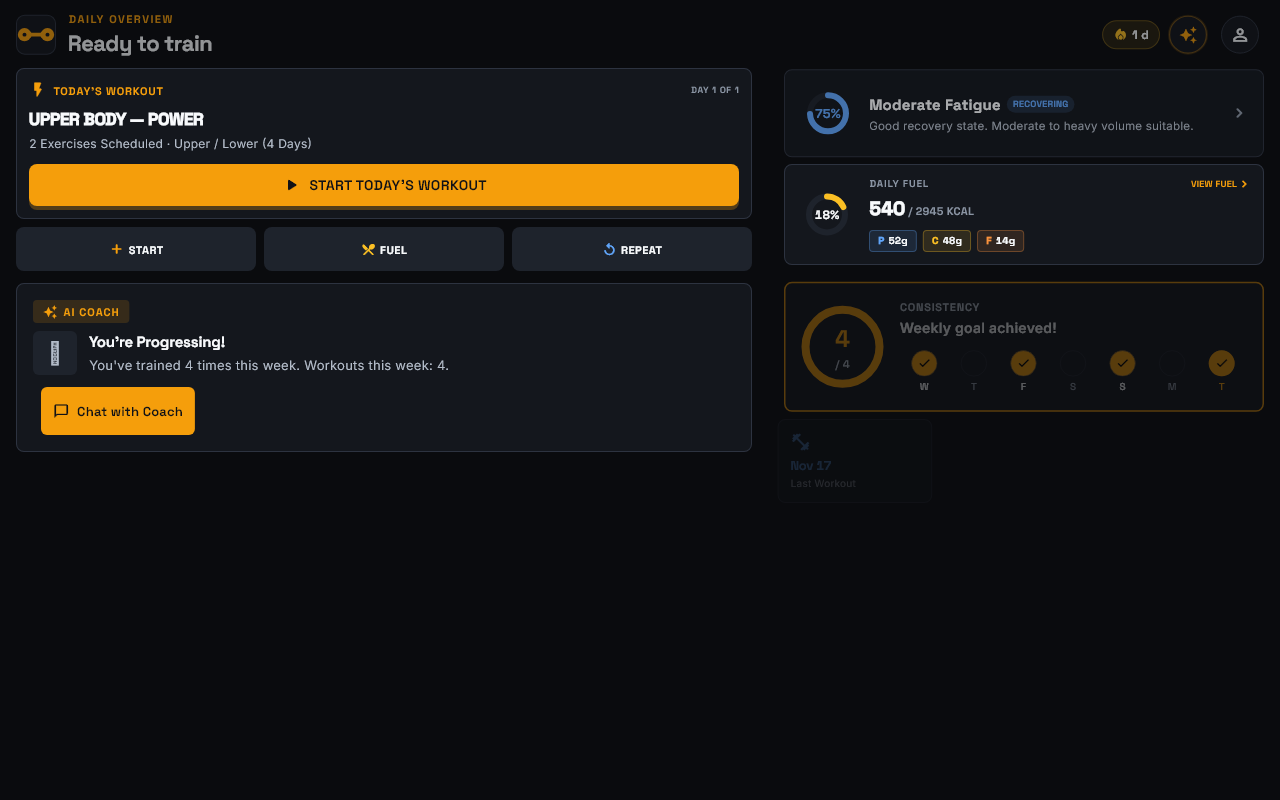 DAILY OVERVIEW
Ready to train
1 d
TODAY'S WORKOUT
DAY 1 OF 1
UPPER BODY — POWER
2 Exercises Scheduled · Upper / Lower (4 Days)
START TODAY'S WORKOUT
START
FUEL
REPEAT
AI COACH
You're Progressing!
You've trained 4 times this week. Workouts this week: 4.
Chat with Coach
75%
Moderate Fatigue
RECOVERING
Good recovery state. Moderate to heavy volume suitable.
DAILY FUEL
VIEW FUEL
18%
540 / 2945 KCAL
P 52g
C 48g
F 14g
CONSISTENCY
Weekly goal achieved!
4
/ 4
W T F S S M T
Nov 17
Last Workout